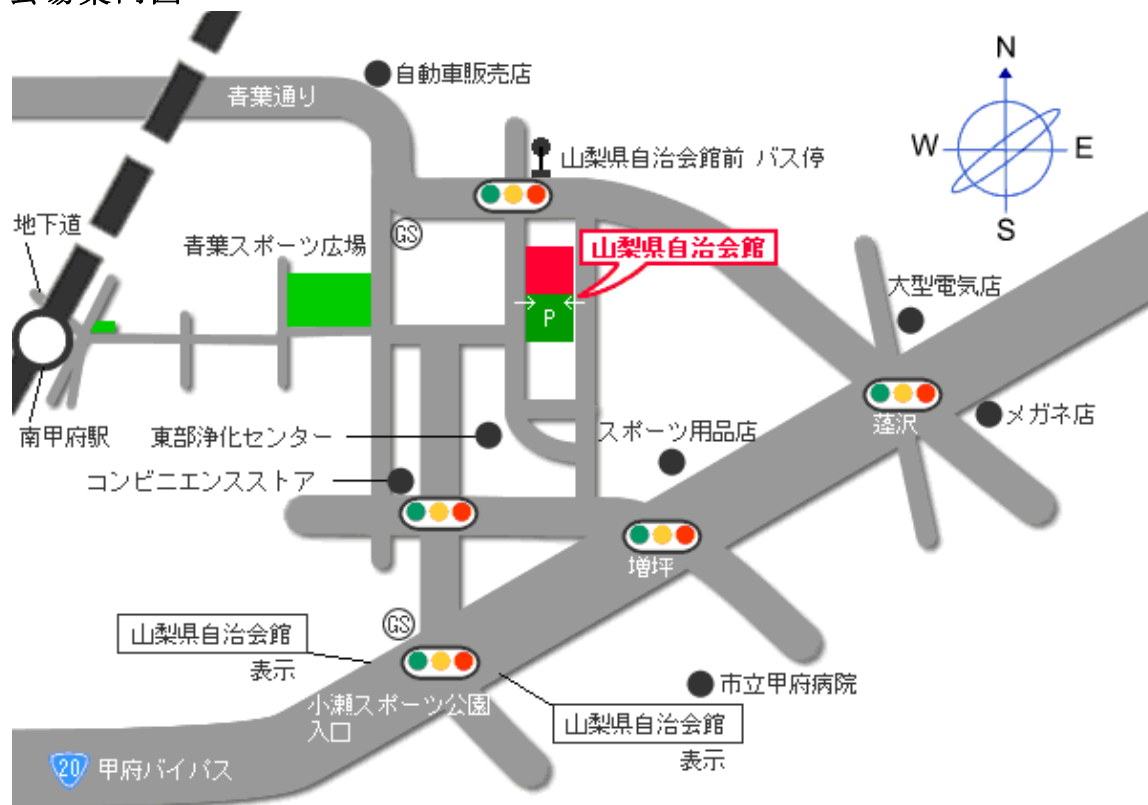 自動車販売店
青葉通り
N
W
E
S
山梨県自治会館前 バス停
地下道
青葉スポーツ広場
GS
山梨県自治会館
大型電気店
P
南甲府駅
東部浄化センター
スポーツ用品店
蓬沢
メガネ店
コンビニエンスストア
増坪
GS
山梨県自治会館
表示
小瀬スポーツ公園
入口
市立甲府病院
山梨県自治会館
表示
20 甲府バイパス